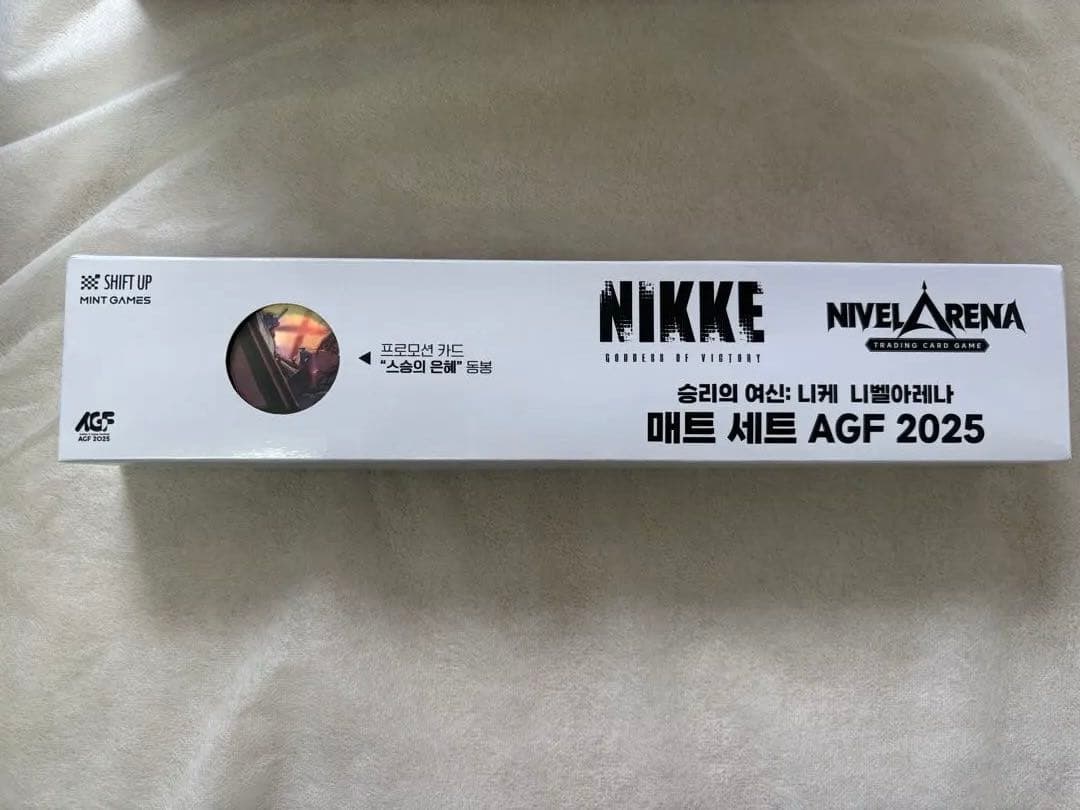 SHIFT UP
MINT GAMES
프로모션 카드
“스승의 은혜” 동봉
AGF
AGF 2025
NIKKE
GODDESS OF VICTORY
NIVEL ARENA
TRADING CARD GAME
승리의 여신: 니케 니벨아레나
매트 세트 AGF 2025